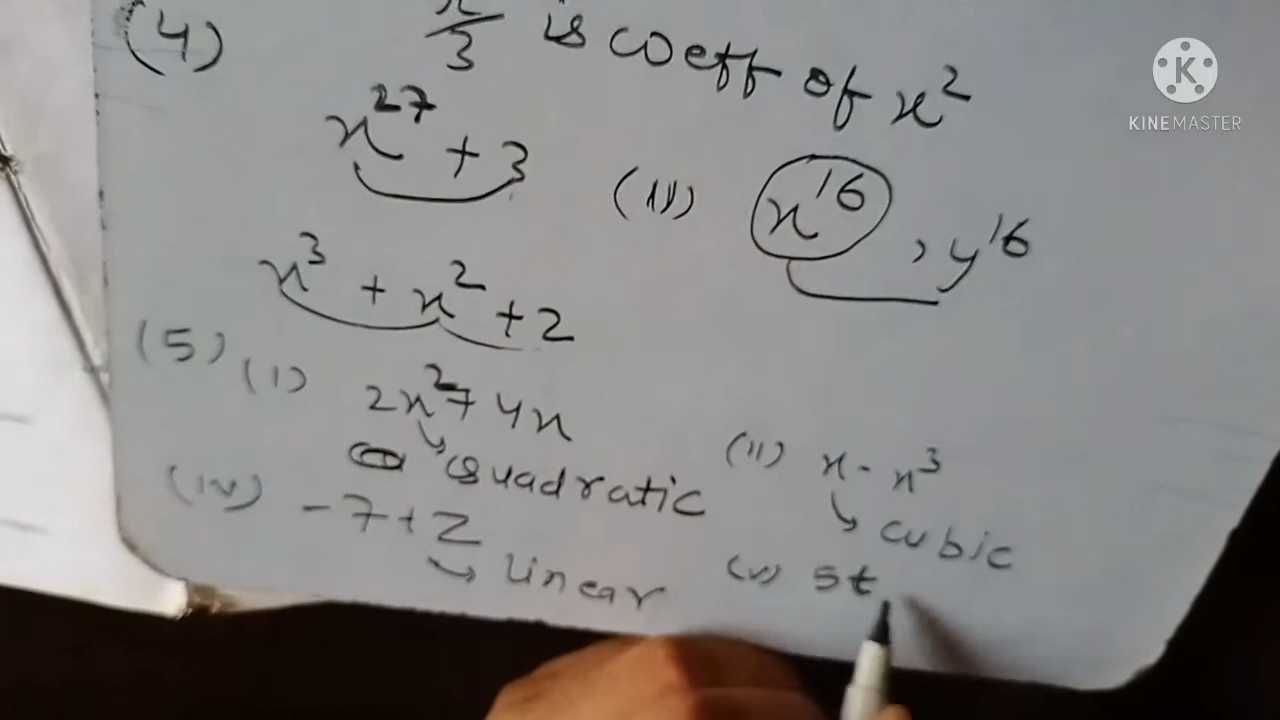 (4) π/3 is coeff of x²
KINEMASTER
x²⁷ + 3 (iv) x¹⁶ , y¹⁶
x³ + x² + 2
(5) (i) 2x² + 4x (ii) x - x³
Quadratic cubic
(iv) -7+z (v) 5t
Linear